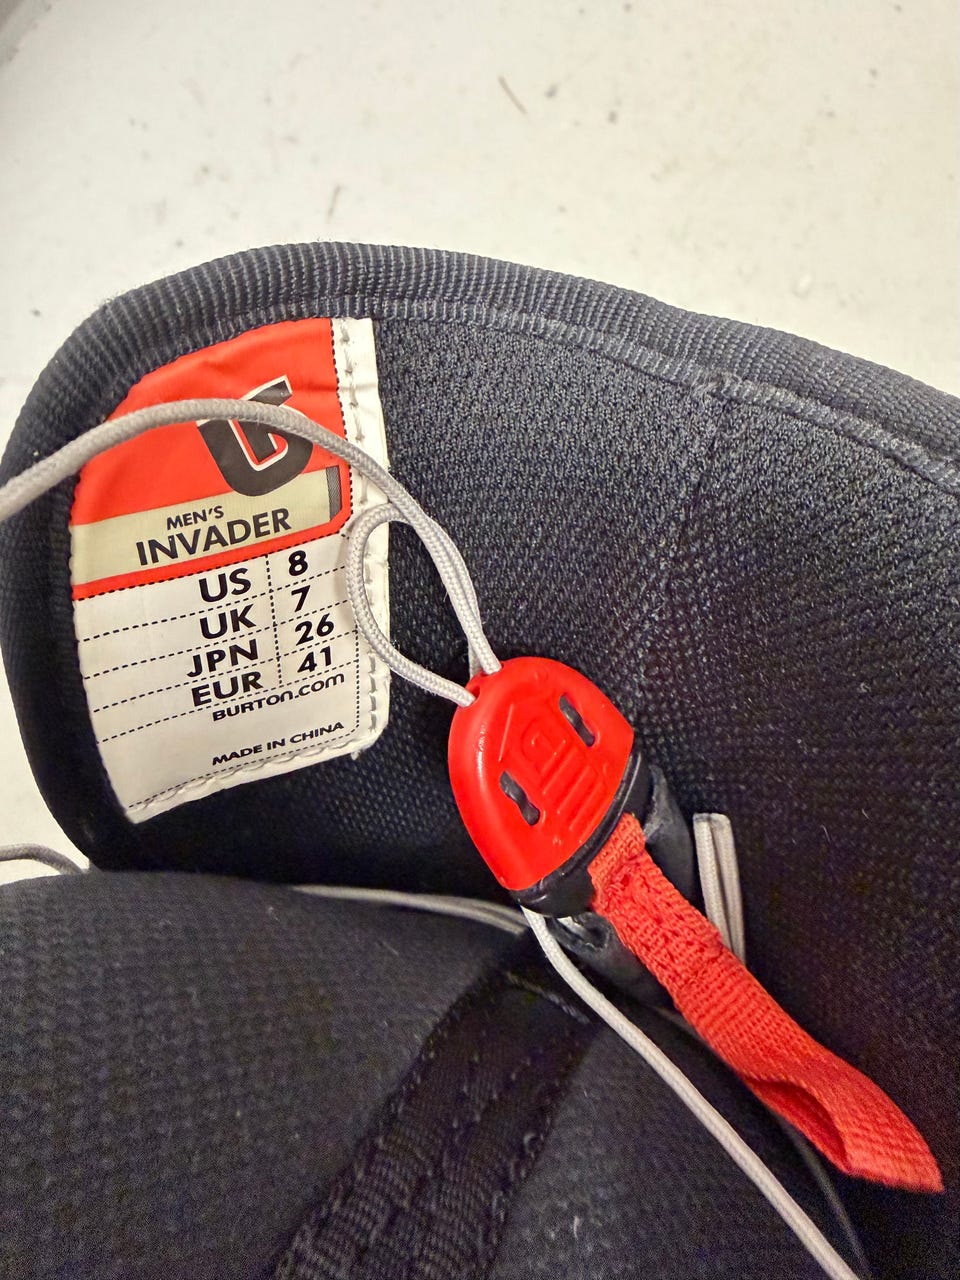 MEN'S
INVADER
US 8
UK 7
JPN 26
EUR 41
BURTON.COM
MADE IN CHINA